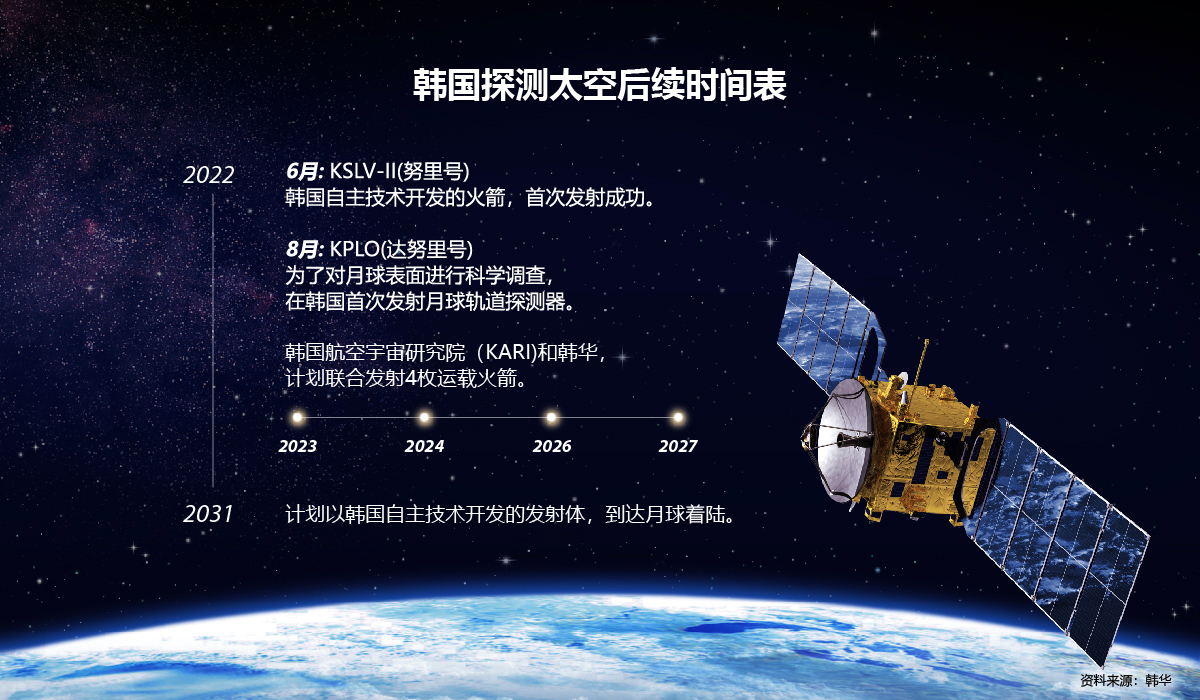 韩国探测太空后续时间表
2022
6月: KSLV-II(努里号)
韩国自主技术开发的火箭，首次发射成功。
8月: KPLO(达努里号)
为了对月球表面进行科学调查，
在韩国首次发射月球轨道探测器。
韩国航空宇宙研究院（KARI)和韩华，
计划联合发射4枚运载火箭。
2023 2024 2026 2027
2031 计划以韩国自主技术开发的发射体，到达月球着陆。
资料来源：韩华